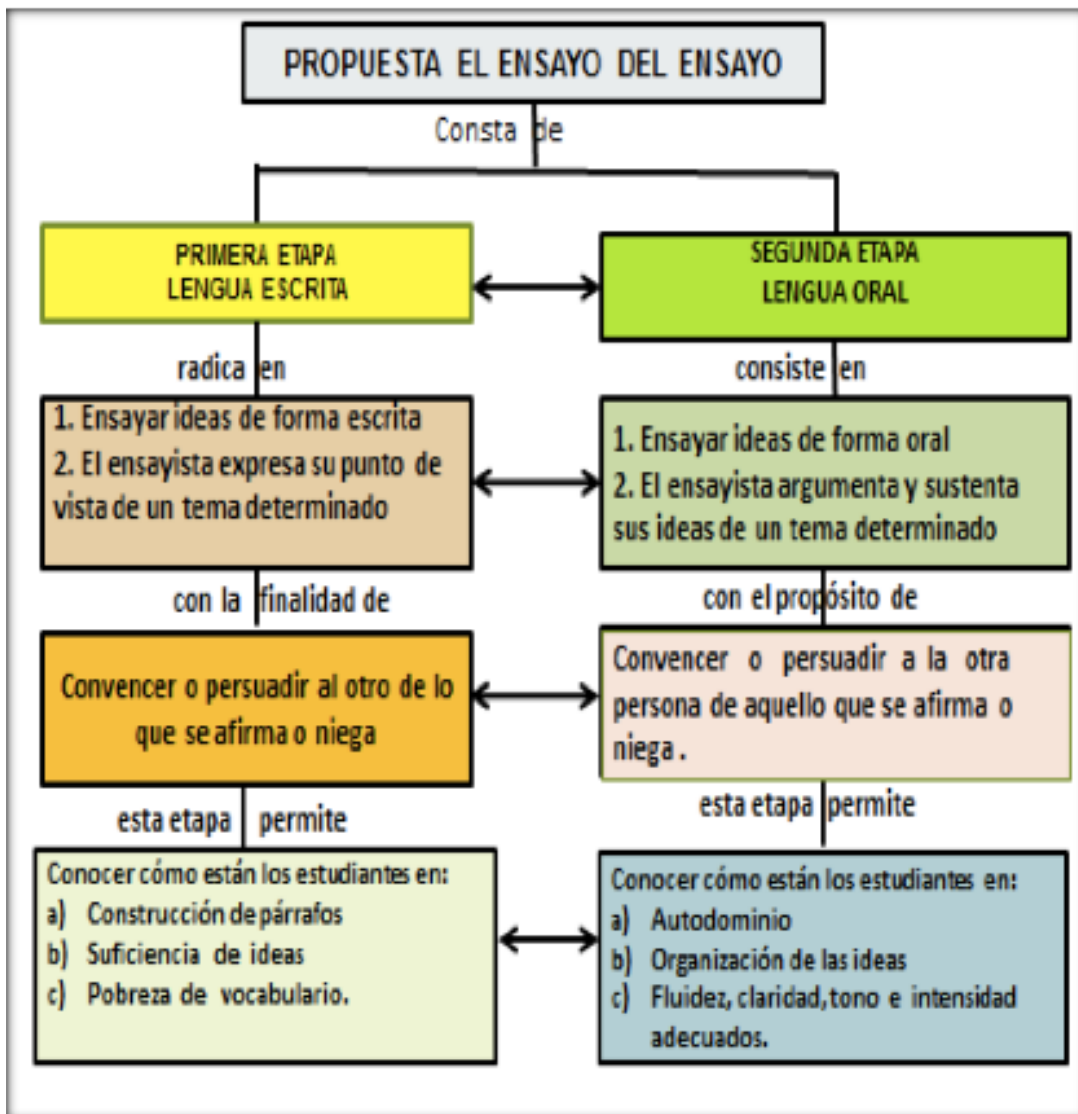 PROPUESTA EL ENSAYO DEL ENSAYO
Consta de
PRIMERA ETAPA
LENGUA ESCRITA
radica en
1. Ensayar ideas de forma escrita
2. El ensayista expresa su punto de
vista de un tema determinado
con la finalidad de
Convencer o persuadir al otro de lo
que se afirma o niega
esta etapa permite
Conocer cómo están los estudiantes en:
a) Construcción de párrafos
b) Suficiencia de ideas
c) Pobreza de vocabulario.
SEGUNDA ETAPA
LENGUA ORAL
consiste en
1. Ensayar ideas de forma oral
2. El ensayista argumenta y sustenta
sus ideas de un tema determinado
con el propósito de
Convencer o persuadir a la otra
persona de aquello que se afirma o
niega .
esta etapa permite
Conocer cómo están los estudiantes en:
a) Autodominio
b) Organización de las ideas
c) Fluidez, claridad, tono e intensidad
adecuados.